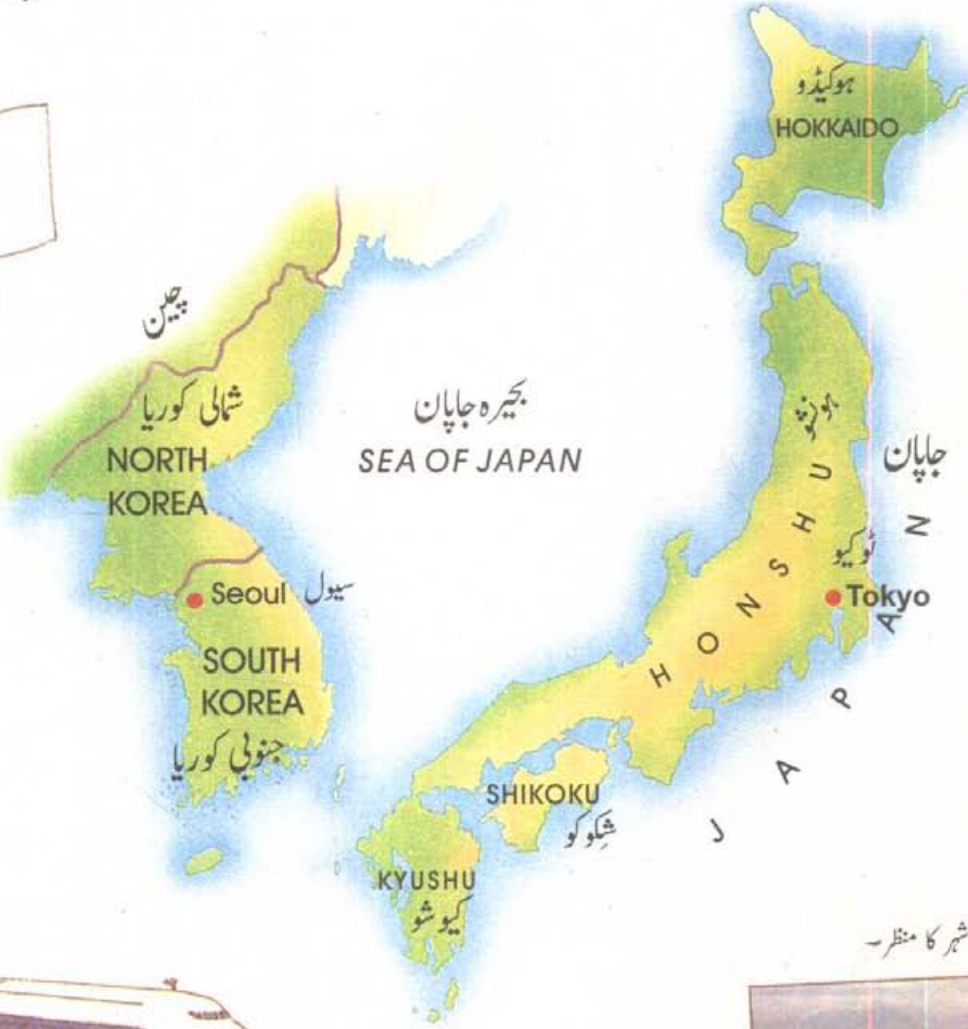 ہوکیڈو
HOKKAIDO
چین
شمالی کوریا
NORTH
KOREA
بحیرہ جاپان
SEA OF JAPAN
ہونشو
HONSHU
جاپان
JAPAN
ٹوکیو
Tokyo
Seoul سیول
SOUTH
KOREA
جنوبی کوریا
SHIKOKU
شکوکو
KYUSHU
کیوشو
شہر کا منظر۔